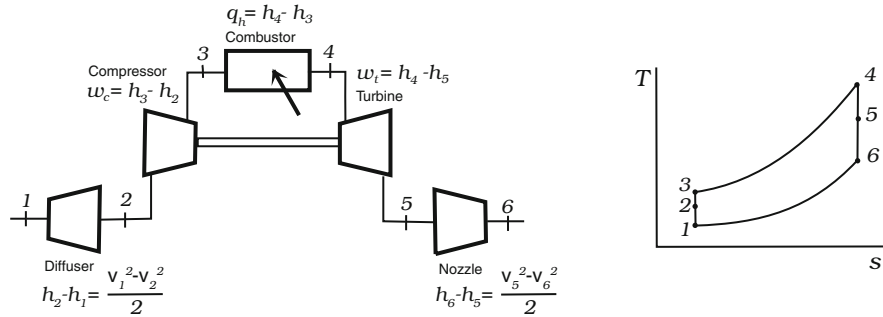 q_h = h_4 - h_3
Combustor
3
4
Compressor
w_c = h_3 - h_2
w_t = h_4 - h_5
Turbine
1
2
5
6
Diffuser
h_2 - h_1 = (v_1^2 - v_2^2) / 2
Nozzle
h_6 - h_5 = (v_5^2 - v_6^2) / 2
T
4
5
6
3
2
1
s